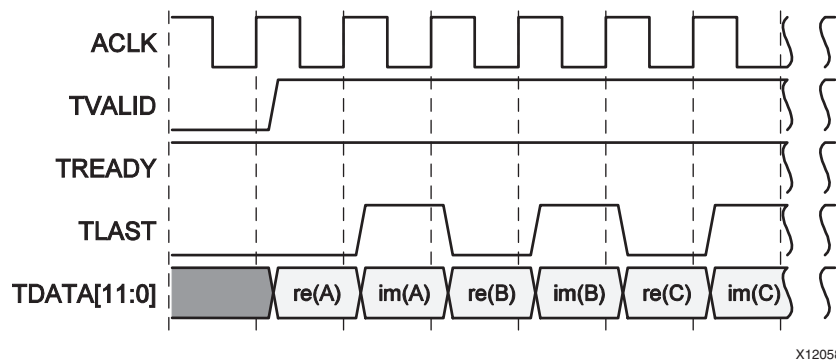 ACLK
TVALID
TREADY
TLAST
TDATA[11:0] re(A) im(A) re(B) im(B) re(C) im(C)